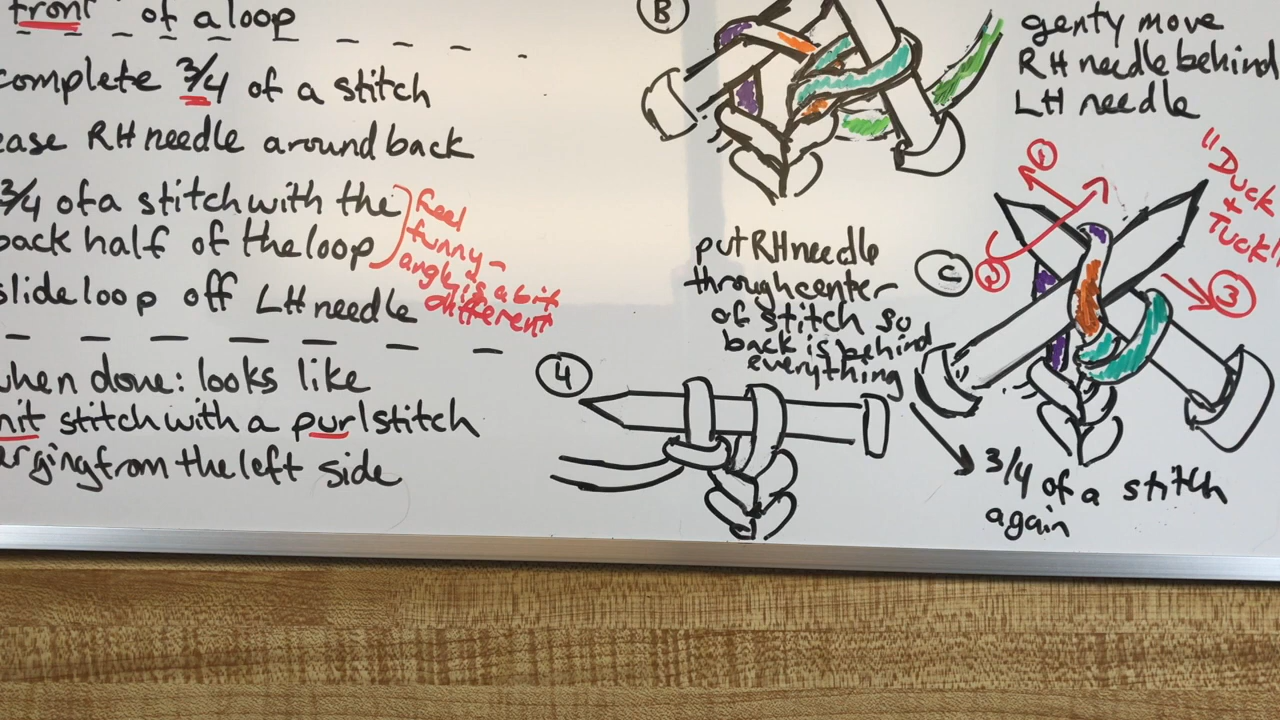 front of a loop
complete 3/4 of a stitch
ease RH needle around back
3/4 of a stitch with the
back half of the loop
feel
funny -
angle is a bit
different
slide loop off LH needle
when done: looks like
nit stitch with a purl stitch
erging from the left side
B
genty move
RH needle behind
LH needle
put RH needle
through center
of stitch so
back is behind
everything
C
1
2
3
"Duck
+
Tuck!"
4
3/4 of a stitch
again